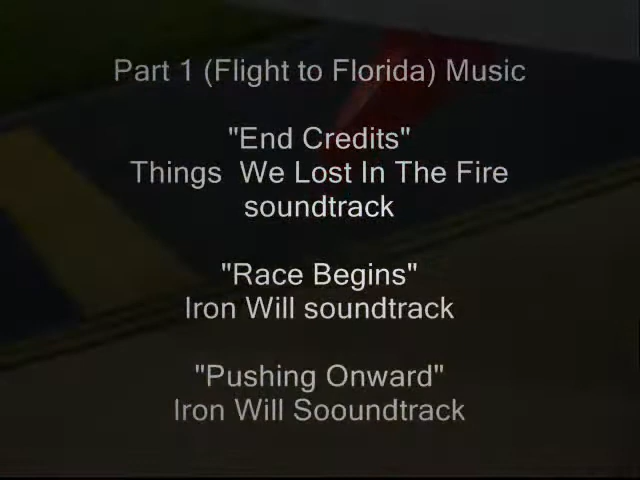 Part 1 (Flight to Florida) Music
"End Credits"
Things  We Lost In The Fire
soundtrack
"Race Begins"
Iron Will soundtrack
"Pushing Onward"
Iron Will Sooundtrack